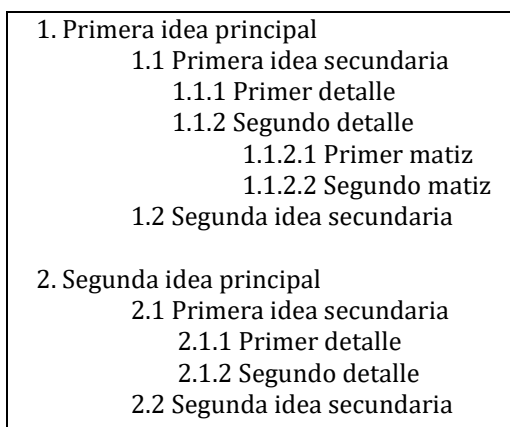 1. Primera idea principal
1.1 Primera idea secundaria
1.1.1 Primer detalle
1.1.2 Segundo detalle
1.1.2.1 Primer matiz
1.1.2.2 Segundo matiz
1.2 Segunda idea secundaria
2. Segunda idea principal
2.1 Primera idea secundaria
2.1.1 Primer detalle
2.1.2 Segundo detalle
2.2 Segunda idea secundaria